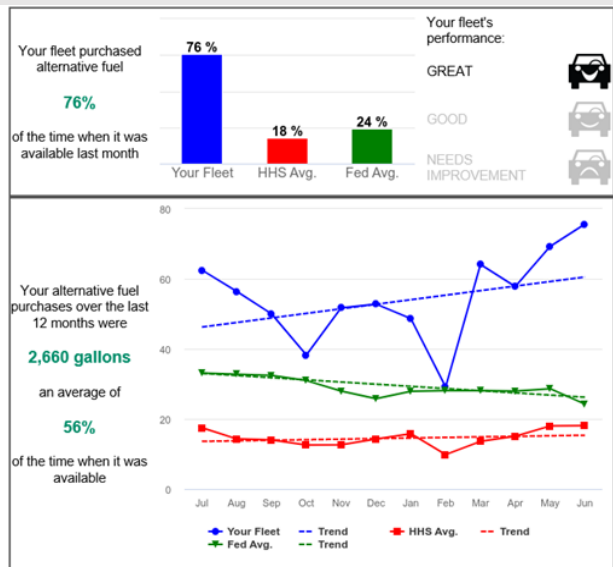 Your fleet purchased
alternative fuel
76%
of the time when it was
available last month
76 %
18 %
24 %
Your Fleet
HHS Avg.
Fed Avg.
Your fleet's
performance:
GREAT
GOOD
NEEDS
IMPROVEMENT
Your alternative fuel
purchases over the last
12 months were
2,660 gallons
an average of
56%
of the time when it was
available
80
60
40
20
0
Jul Aug Sep Oct Nov Dec Jan Feb Mar Apr May Jun
Your Fleet Trend HHS Avg. Trend
Fed Avg. Trend